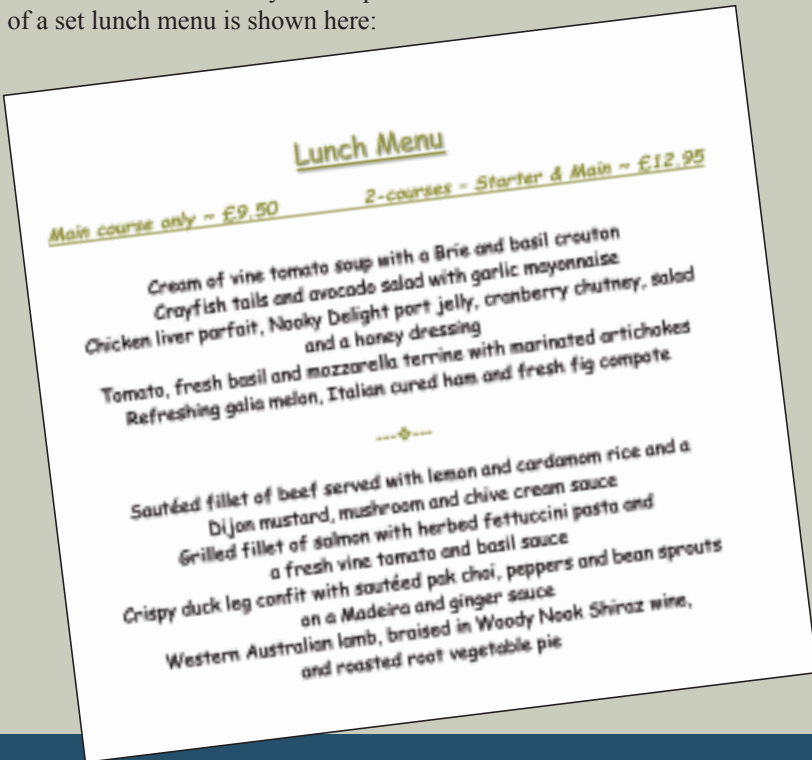 of a set lunch menu is shown here:
Lunch Menu
Main course only ~ £9.50 2-courses - Starter & Main ~ £12.95
Cream of vine tomato soup with a Brie and basil crouton
Crayfish tails and avocado salad with garlic mayonnaise
Chicken liver parfait, Nooky Delight port jelly, cranberry chutney, salad
and a honey dressing
Tomato, fresh basil and mozzarella terrine with marinated artichokes
Refreshing galia melon, Italian cured ham and fresh fig compote
Sautéed fillet of beef served with lemon and cardamom rice and a
Dijon mustard, mushroom and chive cream sauce
Grilled fillet of salmon with herbed fettuccini pasta and
a fresh vine tomato and basil sauce
Crispy duck leg confit with sautéed pak choi, peppers and bean sprouts
on a Madeira and ginger sauce
Western Australian lamb, braised in Woody Nook Shiraz wine,
and roasted root vegetable pie